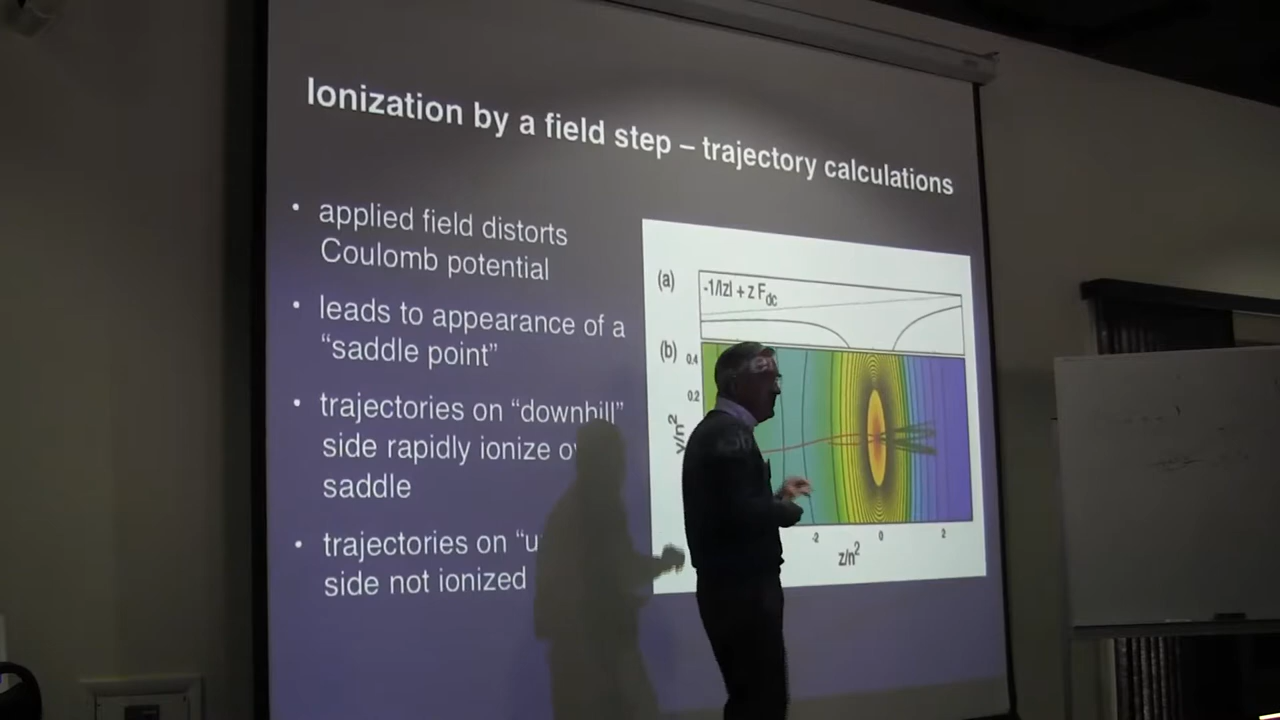 Ionization by a field step – trajectory calculations
• applied field distorts
Coulomb potential
• leads to appearance of a
“saddle point”
• trajectories on “downhill”
side rapidly ionize
saddle
• trajectories on
side not ionized
(a)
-1/|z| + z Fdc
(b)
0.4
0.2
y/n²
-2
0
2
z/n²